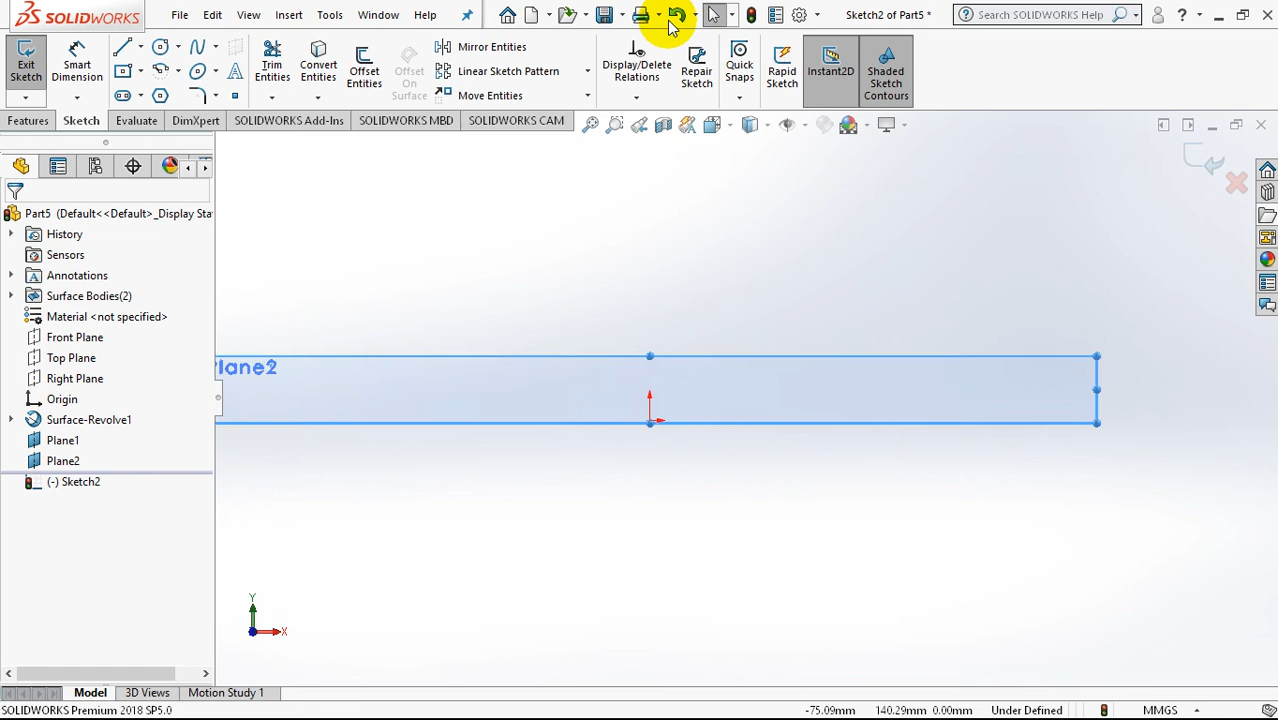 SOLIDWORKS
File
Edit
View
Insert
Tools
Window
Help
Sketch2 of Part5 *
Search SOLIDWORKS Help
Exit Sketch
Smart Dimension
Trim Entities
Convert Entities
Offset Entities
Offset On Surface
Mirror Entities
Linear Sketch Pattern
Move Entities
Display/Delete Relations
Repair Sketch
Quick Snaps
Rapid Sketch
Instant2D
Shaded Sketch Contours
Features
Sketch
Evaluate
DimXpert
SOLIDWORKS Add-Ins
SOLIDWORKS MBD
SOLIDWORKS CAM
Part5 (Default<<Default>_Display Sta
History
Sensors
Annotations
Surface Bodies(2)
Material <not specified>
Front Plane
Top Plane
Right Plane
Origin
Surface-Revolve1
Plane1
Plane2
(-) Sketch2
Plane2
Y
X
Model
3D Views
Motion Study 1
SOLIDWORKS Premium 2018 SP5.0
-75.09mm
140.29mm 0.00mm
Under Defined
MMGS